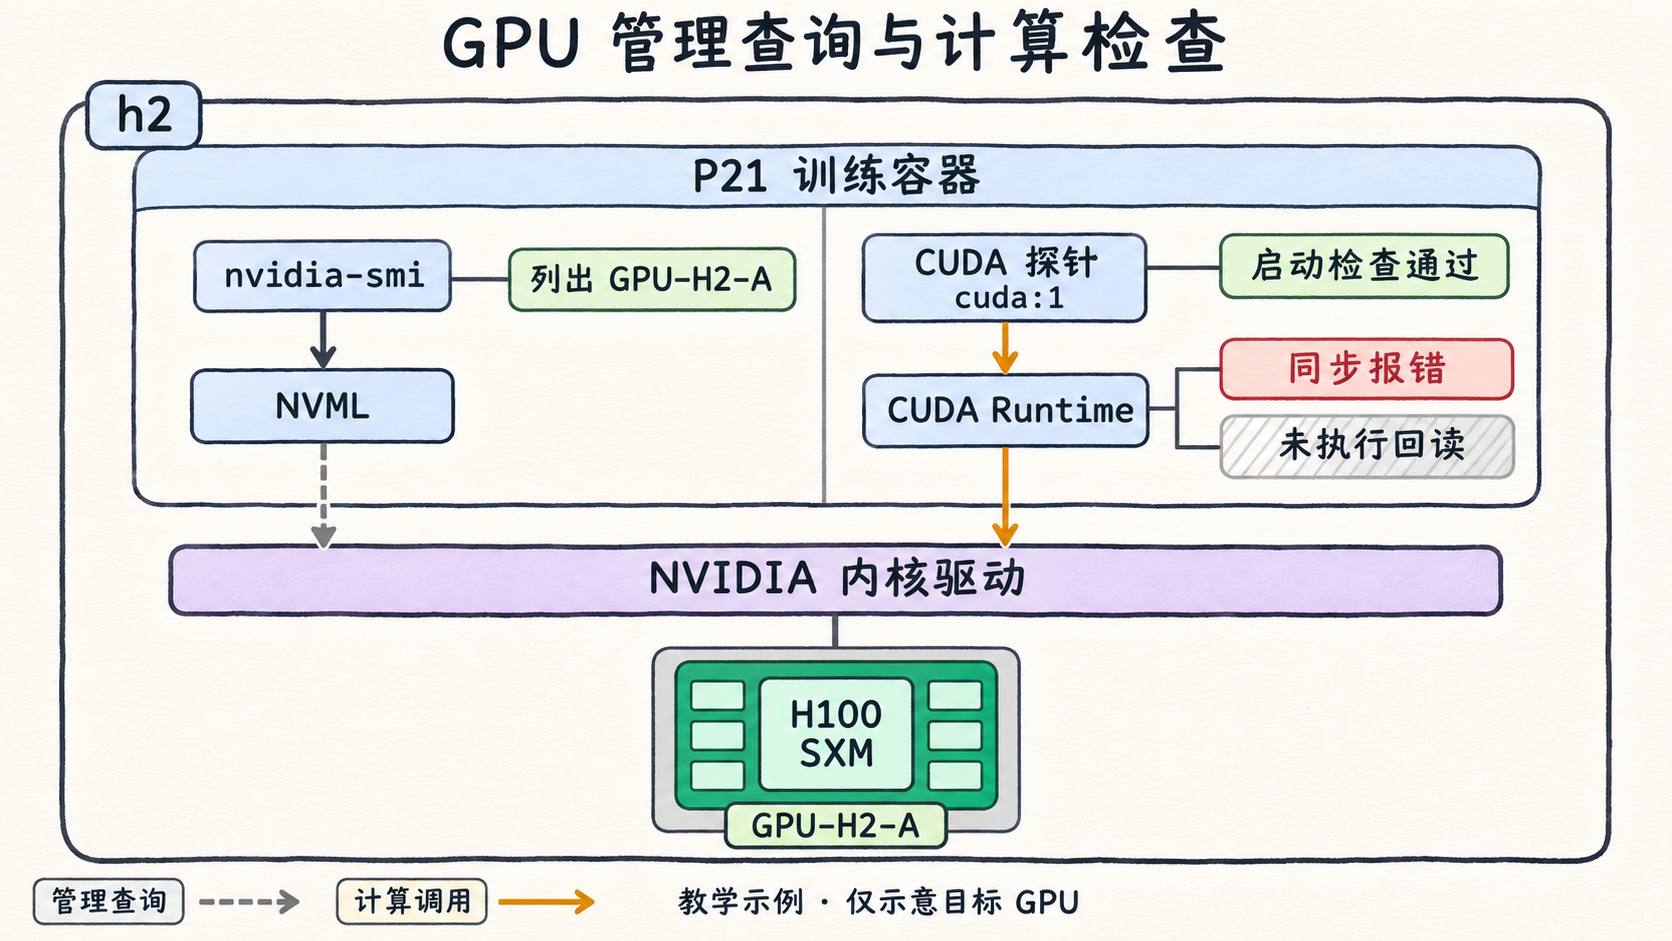 GPU 管理查询与计算检查
h2
P21 训练容器
nvidia-smi
列出 GPU-H2-A
NVML
CUDA 探针
cuda:1
启动检查通过
CUDA Runtime
同步报错
未执行回读
NVIDIA 内核驱动
H100
SXM
GPU-H2-A
管理查询
计算调用
教学示例 · 仅示意目标 GPU